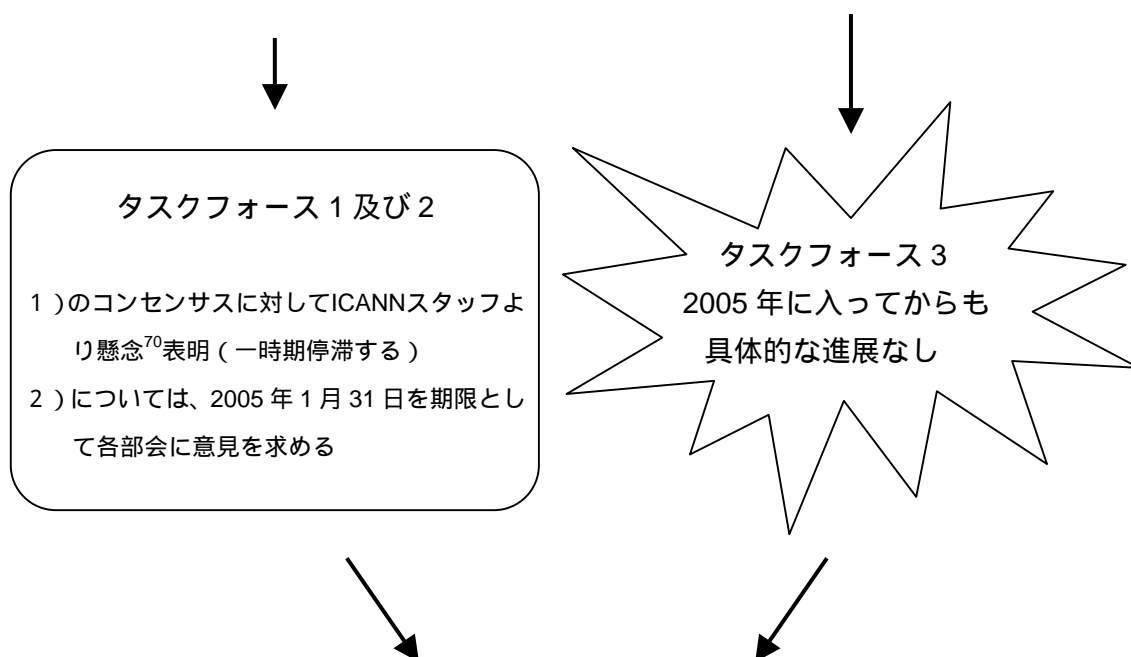 タスクフォース 1 及び 2
1）のコンセンサスに対してICANNスタッフよ
り懸念70表明（一時期停滞する）
2）については、2005 年 1 月 31 日を期限とし
て各部会に意見を求める
タスクフォース 3
2005 年に入ってからも
具体的な進展なし